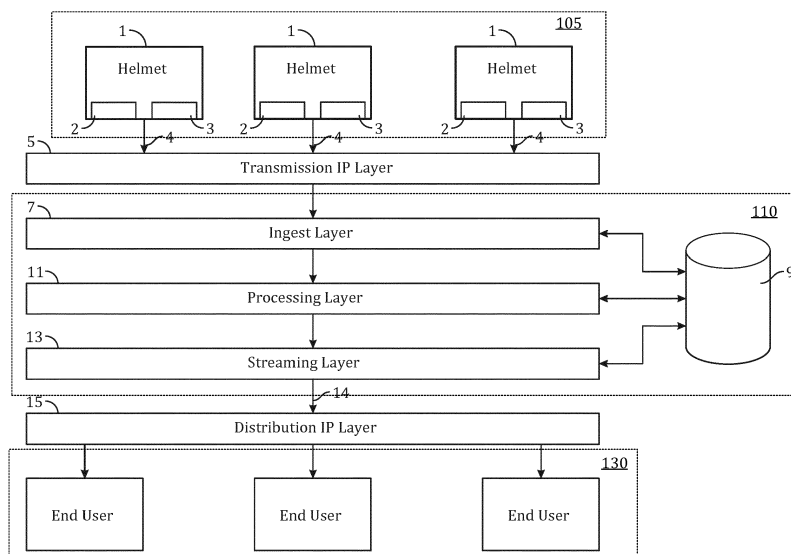 105
1 1 1
Helmet Helmet Helmet
2 4 3 2 4 3 2 4 3
5
Transmission IP Layer
110
7
Ingest Layer
9
11
Processing Layer
13
Streaming Layer
14
15
Distribution IP Layer
130
End User End User End User